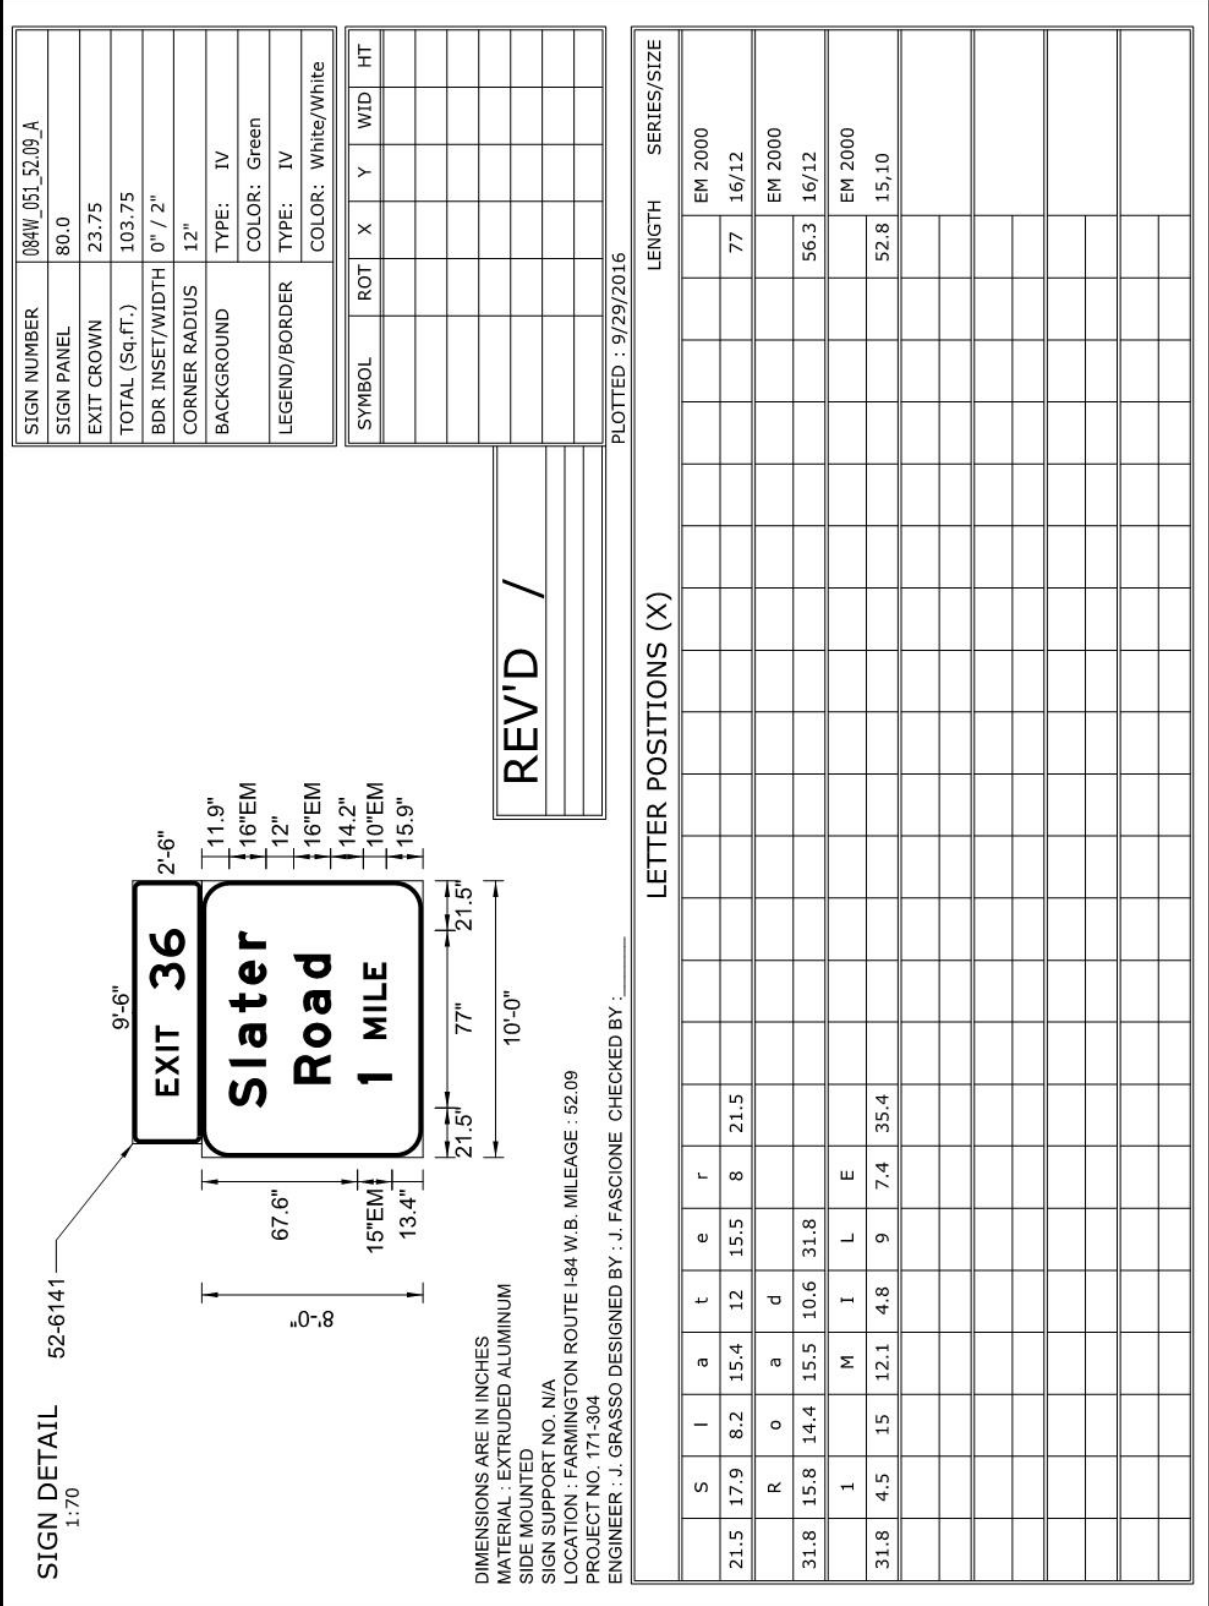 SIGN DETAIL
1:70
52-6141
9'-6"
2'-6"
EXIT 36
Slater
Road
1 MILE
11.9"
16"EM
12"
16"EM
14.2"
10"EM
15.9"
67.6"
15"EM
13.4"
8'-0"
21.5" 77" 21.5"
10'-0"
DIMENSIONS ARE IN INCHES
MATERIAL : EXTRUDED ALUMINUM
SIDE MOUNTED
SIGN SUPPORT NO. N/A
LOCATION : FARMINGTON ROUTE I-84 W.B. MILEAGE : 52.09
PROJECT NO. 171-304
ENGINEER : J. GRASSO DESIGNED BY : J. FASCIONE CHECKED BY :______
REV'D /
SIGN NUMBER 084W_051_52.09_A
SIGN PANEL 80.0
EXIT CROWN 23.75
TOTAL (Sq.fT.) 103.75
BDR INSET/WIDTH 0" / 2"
CORNER RADIUS 12"
BACKGROUND TYPE: IV
COLOR: Green
LEGEND/BORDER TYPE: IV
COLOR: White/White
SYMBOL ROT X Y WID HT
PLOTTED : 9/29/2016
LETTER POSITIONS (X) LENGTH SERIES/SIZE
S l a t e r EM 2000
21.5 17.9 8.2 15.4 12 15.5 8 21.5 77 16/12
R o a d EM 2000
31.8 15.8 14.4 15.5 10.6 31.8 56.3 16/12
1 M I L E EM 2000
31.8 4.5 15 12.1 4.8 9 7.4 35.4 52.8 15,10